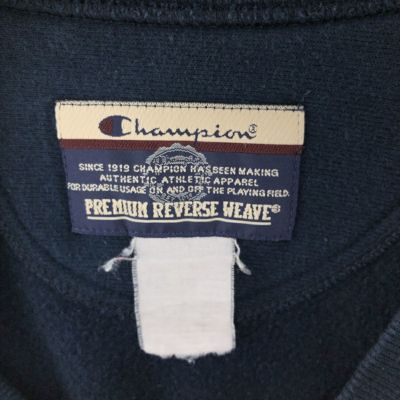 Champion®
SINCE 1919 CHAMPION HAS BEEN MAKING
AUTHENTIC ATHLETIC APPAREL
FOR DURABLE USAGE ON AND OFF THE PLAYING FIELD.
PREMIUM REVERSE WEAVE®